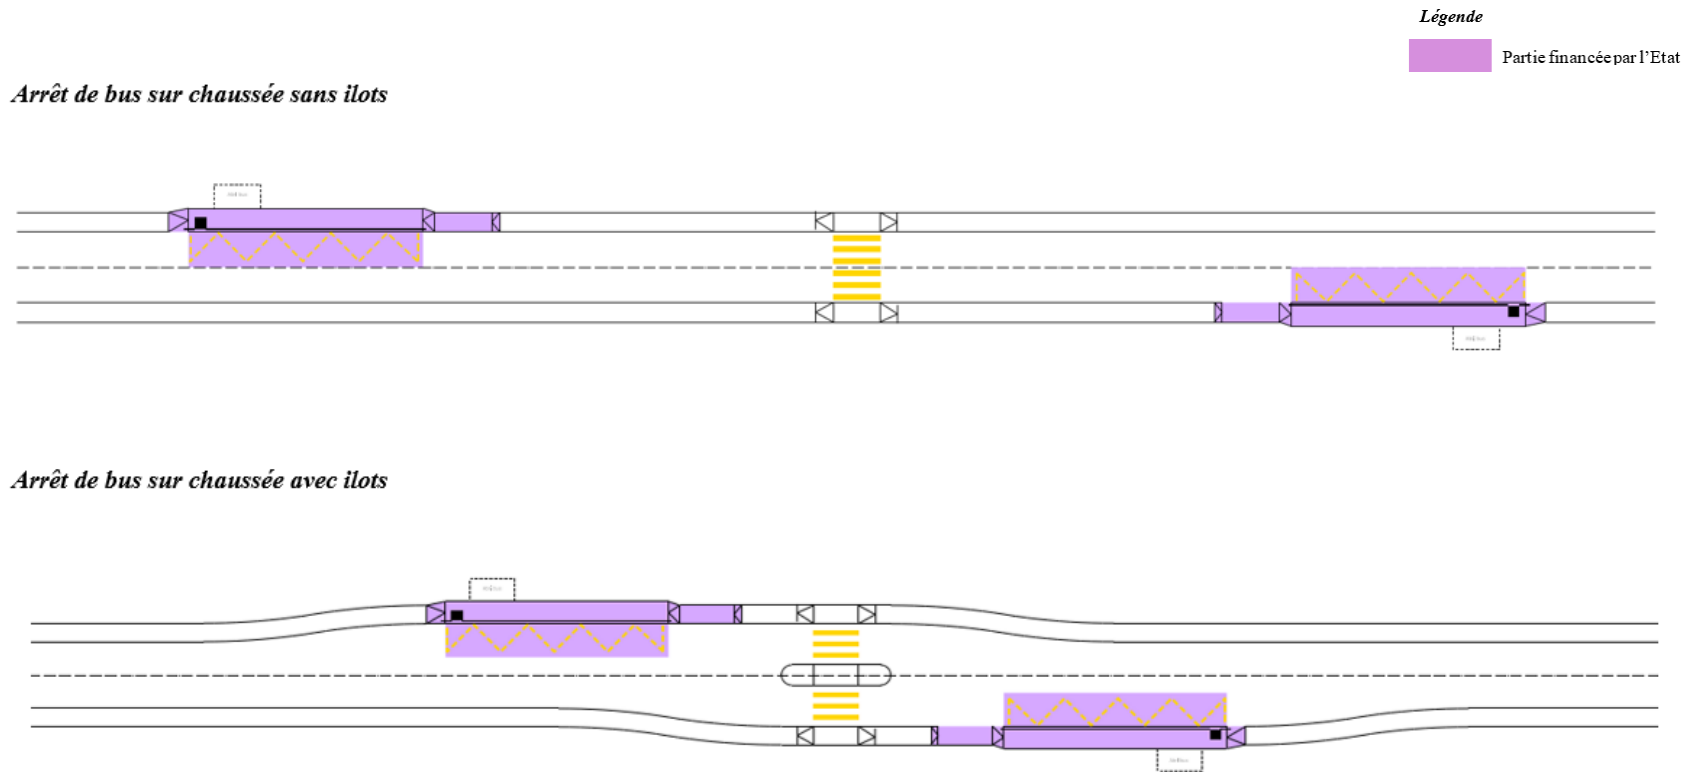 Légende
Partie financée par l'Etat
Arrêt de bus sur chaussée sans ilots
Arrêt de bus sur chaussée avec ilots